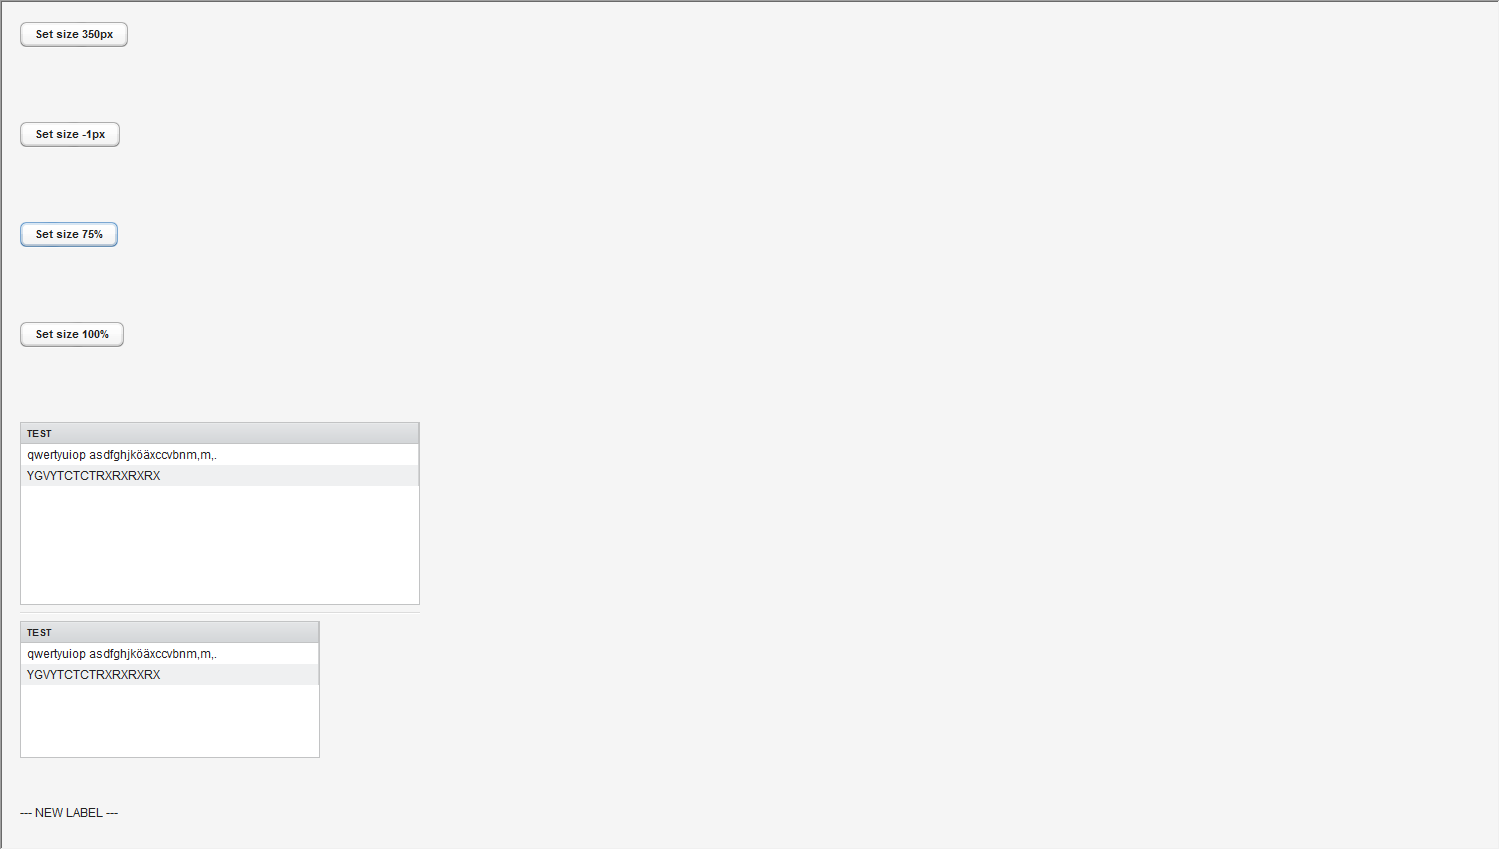 Set size 350px
Set size -1px
Set size 75%
Set size 100%
TEST
qwertyuiop asdfghjköäxccvbnm,m,.
YGVYTCTCTRXRXRXRX
TEST
qwertyuiop asdfghjköäxccvbnm,m,.
YGVYTCTCTRXRXRXRX
--- NEW LABEL ---